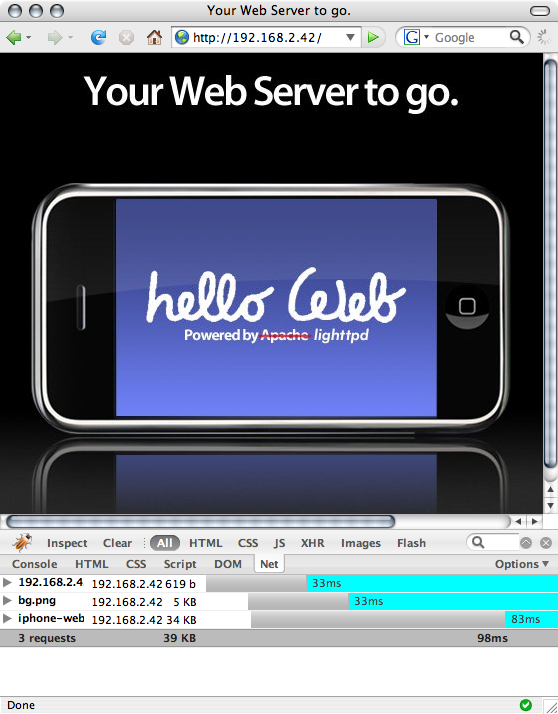 Your Web Server to go.
http://192.168.2.42/
G Google
Your Web Server to go.
hello Web
Powered by Apache lighttpd
Inspect Clear All HTML CSS JS XHR Images Flash
Console HTML CSS Script DOM Net Options
192.168.2.4 192.168.2.42 619 b 33ms
bg.png 192.168.2.42 5 KB 33ms
iphone-web 192.168.2.42 34 KB 83ms
3 requests 39 KB 98ms
Done